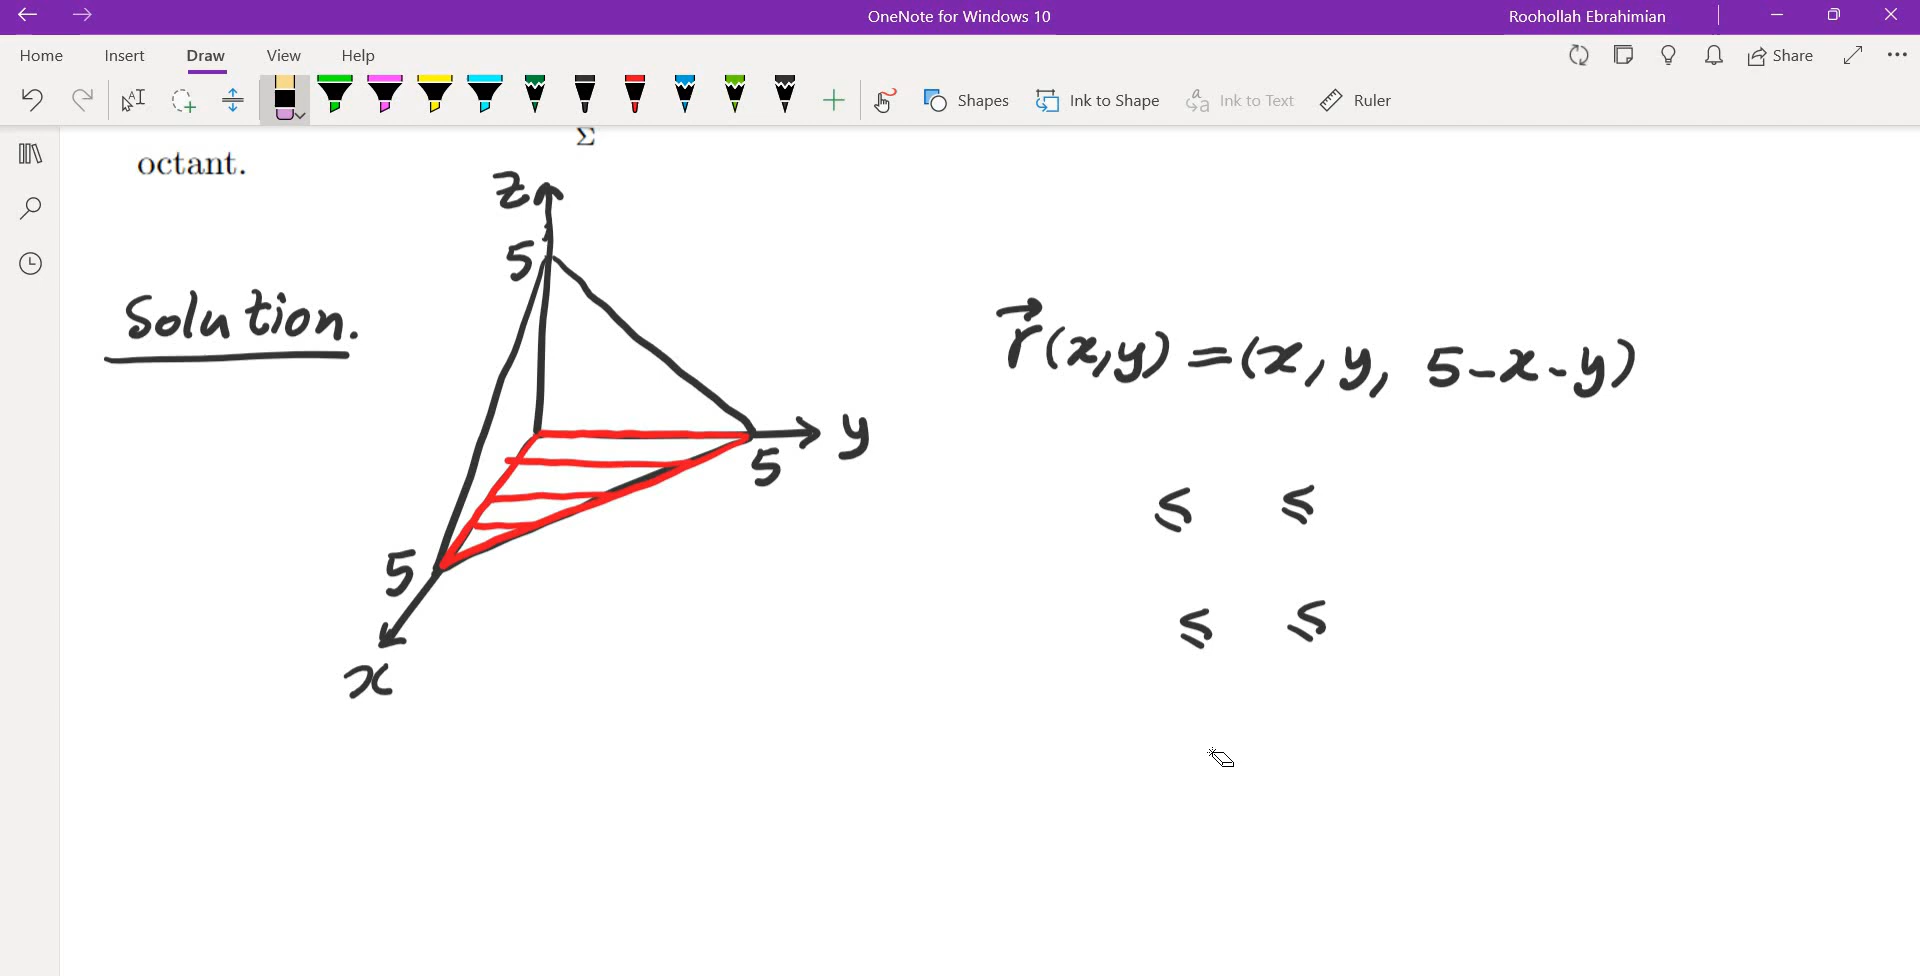 OneNote for Windows 10
Roohollah Ebrahimian
Home Insert Draw View Help
Share
Shapes Ink to Shape Ink to Text Ruler
Σ
octant.
z
5
Solution.
r⃗(x,y) = (x, y, 5-x-y)
y
5
≤ ≤
5
≤ ≤
x